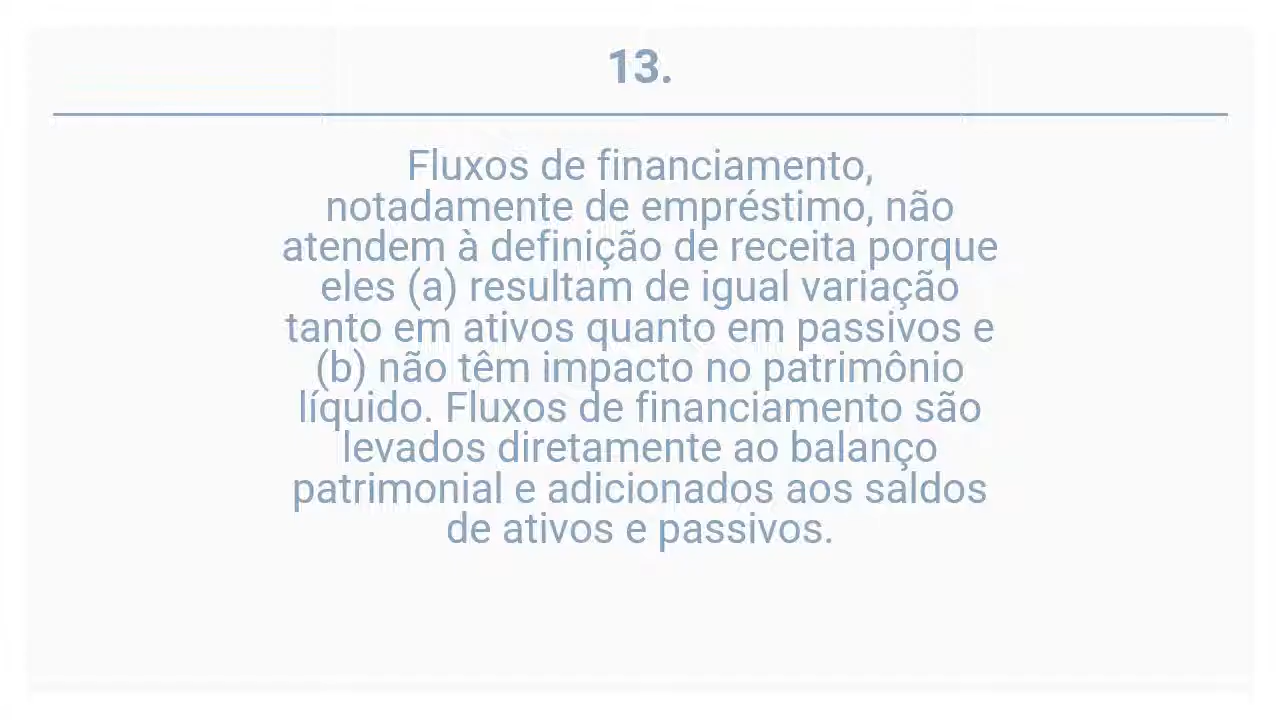 13.
Fluxos de financiamento,
notadamente de empréstimo, não
atendem à definição de receita porque
eles (a) resultam de igual variação
tanto em ativos quanto em passivos e
(b) não têm impacto no patrimônio
líquido. Fluxos de financiamento são
levados diretamente ao balanço
patrimonial e adicionados aos saldos
de ativos e passivos.